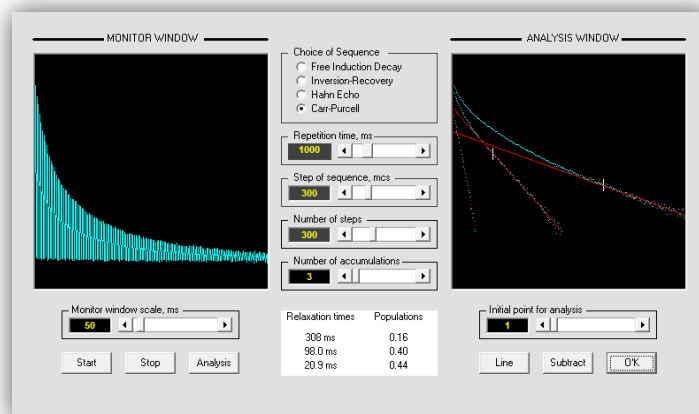 MONITOR WINDOW
ANALYSIS WINDOW
Choice of Sequence
Free Induction Decay
Inversion-Recovery
Hahn Echo
Carr-Purcell
Repetition time, ms
1000
Step of sequence, mcs
300
Number of steps
300
Number of accumulations
3
Monitor window scale, ms
50
Start Stop Analysis
Relaxation times Populations
308 ms 0.16
98.0 ms 0.40
20.9 ms 0.44
Initial point for analysis
1
Line Subtract O'K